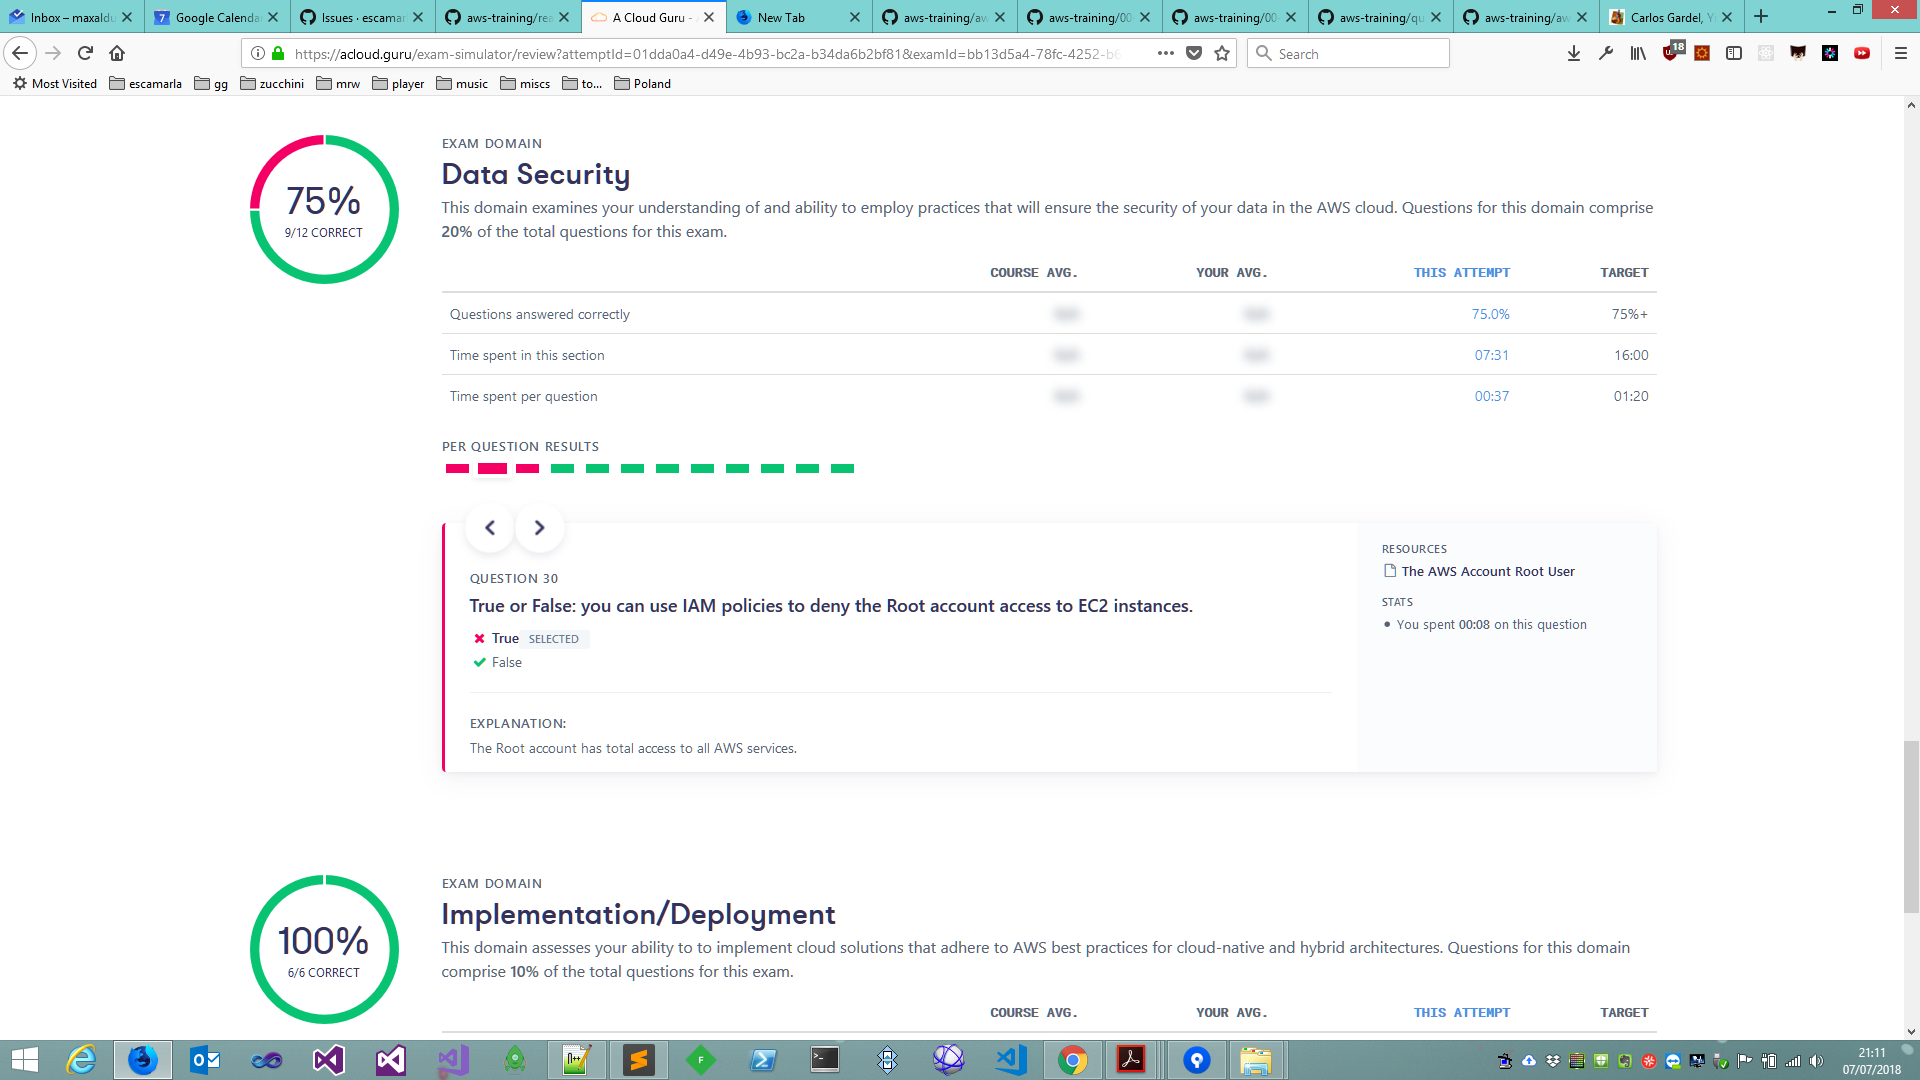 Inbox – maxaldu
Google Calenda
Issues · escamar
aws-training/rea
A Cloud Guru -
New Tab
aws-training/aw
aws-training/00
aws-training/00
aws-training/qu
aws-training/aw
Carlos Gardel, Y
https://acloud.guru/exam-simulator/review?attemptId=01dda0a4-d49e-4b93-bc2a-b34da6b2bf81&examId=bb13d5a4-78fc-4252-b6
Search
18
Most Visited
escamarla
gg
zucchini
mrw
player
music
miscs
to...
Poland
75%
9/12 CORRECT
EXAM DOMAIN
Data Security
This domain examines your understanding of and ability to employ practices that will ensure the security of your data in the AWS cloud. Questions for this domain comprise
20% of the total questions for this exam.
COURSE AVG. YOUR AVG. THIS ATTEMPT TARGET
Questions answered correctly 75.0% 75%+
Time spent in this section 07:31 16:00
Time spent per question 00:37 01:20
PER QUESTION RESULTS
QUESTION 30
True or False: you can use IAM policies to deny the Root account access to EC2 instances.
True SELECTED
False
EXPLANATION:
The Root account has total access to all AWS services.
RESOURCES
The AWS Account Root User
STATS
You spent 00:08 on this question
100%
6/6 CORRECT
EXAM DOMAIN
Implementation/Deployment
This domain assesses your ability to to implement cloud solutions that adhere to AWS best practices for cloud-native and hybrid architectures. Questions for this domain
comprise 10% of the total questions for this exam.
COURSE AVG. YOUR AVG. THIS ATTEMPT TARGET
21:11
07/07/2018